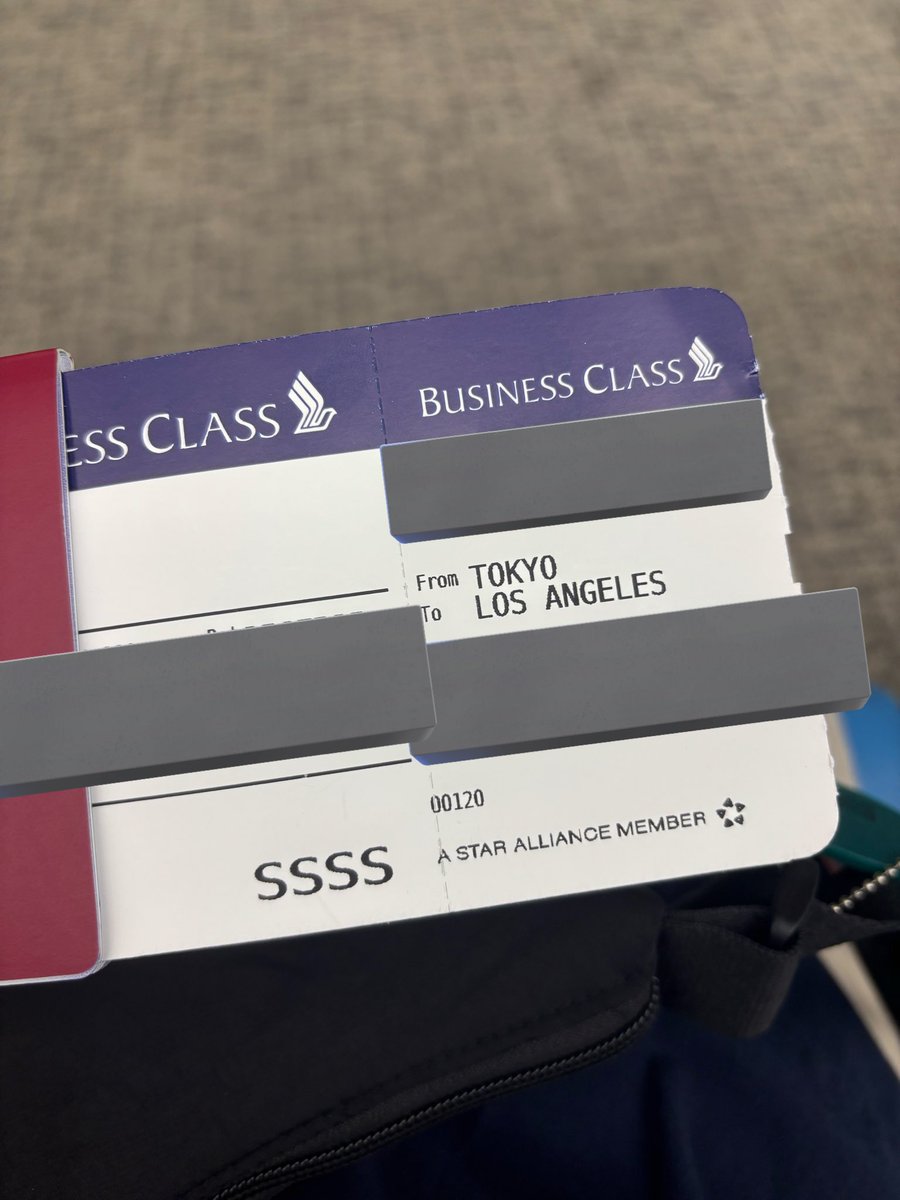 ESS CLASS
BUSINESS CLASS
From TOKYO
To LOS ANGELES
00120
A STAR ALLIANCE MEMBER
SSSS